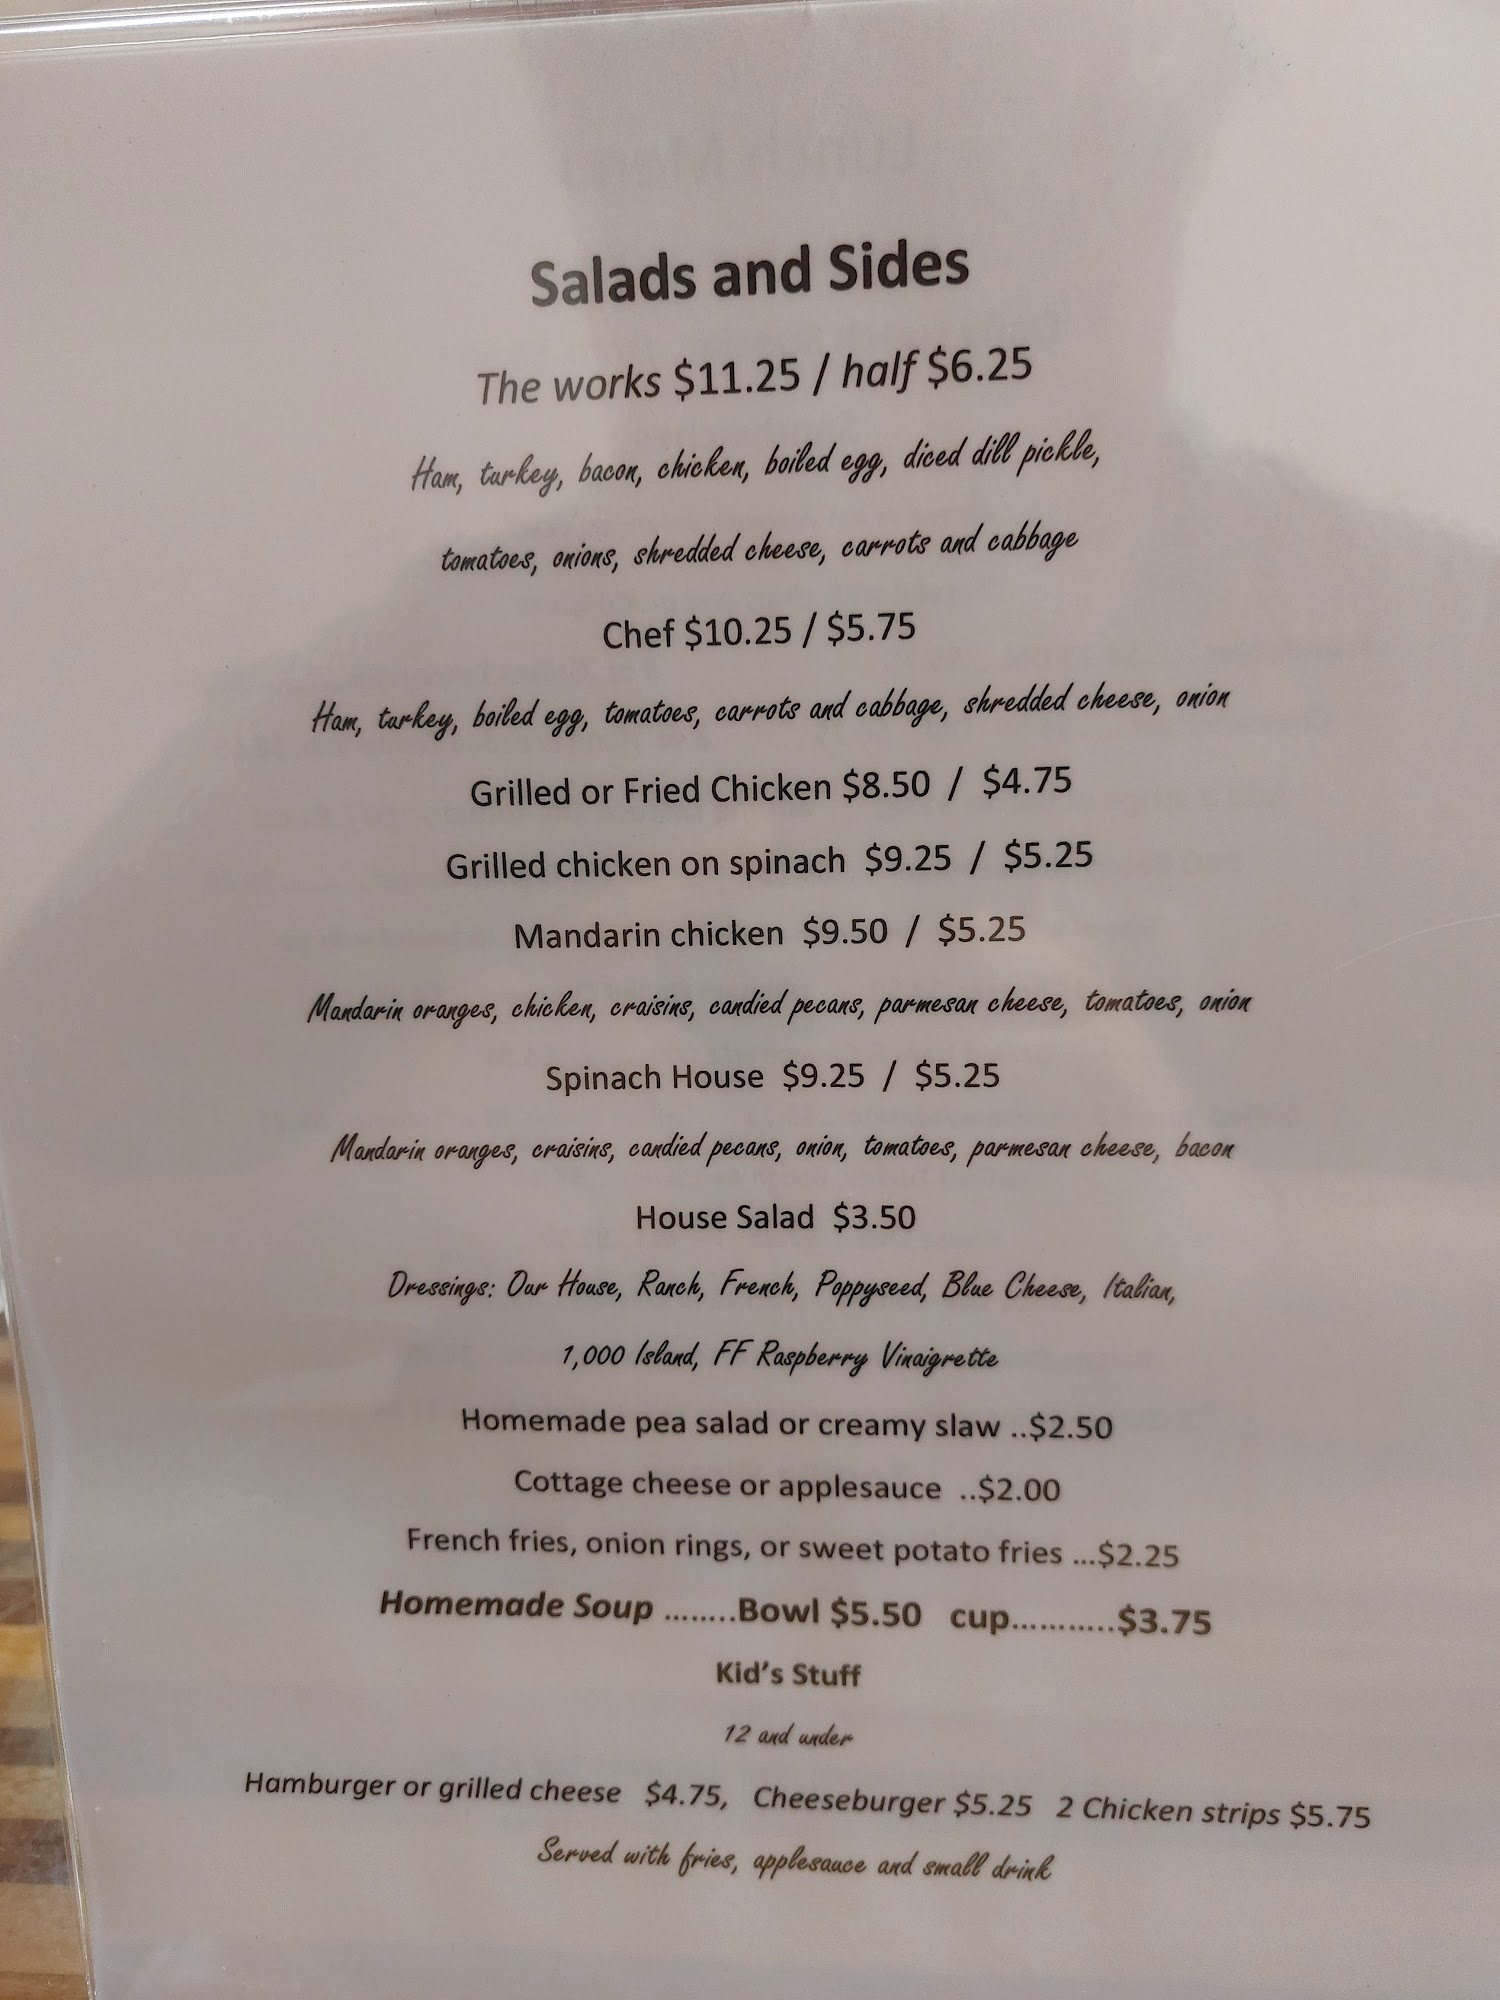 Salads and Sides
The works $11.25 / half $6.25
Ham, turkey, bacon, chicken, boiled egg, diced dill pickle,
tomatoes, onions, shredded cheese, carrots and cabbage
Chef $10.25 / $5.75
Ham, turkey, boiled egg, tomatoes, carrots and cabbage, shredded cheese, onion
Grilled or Fried Chicken $8.50 / $4.75
Grilled chicken on spinach $9.25 / $5.25
Mandarin chicken $9.50 / $5.25
Mandarin oranges, chicken, craisins, candied pecans, parmesan cheese, tomatoes, onion
Spinach House $9.25 / $5.25
Mandarin oranges, craisins, candied pecans, onion, tomatoes, parmesan cheese, bacon
House Salad $3.50
Dressings: Our House, Ranch, French, Poppyseed, Blue Cheese, Italian,
1,000 Island, FF Raspberry Vinaigrette
Homemade pea salad or creamy slaw ..$2.50
Cottage cheese or applesauce ..$2.00
French fries, onion rings, or sweet potato fries ...$2.25
Homemade Soup ........Bowl $5.50 cup...........$3.75
Kid's Stuff
12 and under
Hamburger or grilled cheese $4.75, Cheeseburger $5.25 2 Chicken strips $5.75
Served with fries, applesauce and small drink